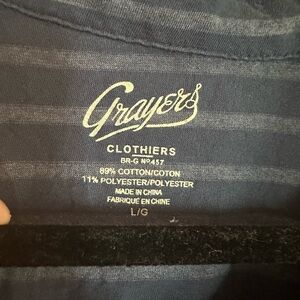 Grayers
CLOTHIERS
BR-G Nº457
89% COTTON/COTON
11% POLYESTER/POLYESTER
MADE IN CHINA
FABRIQUÉ EN CHINE
L/G